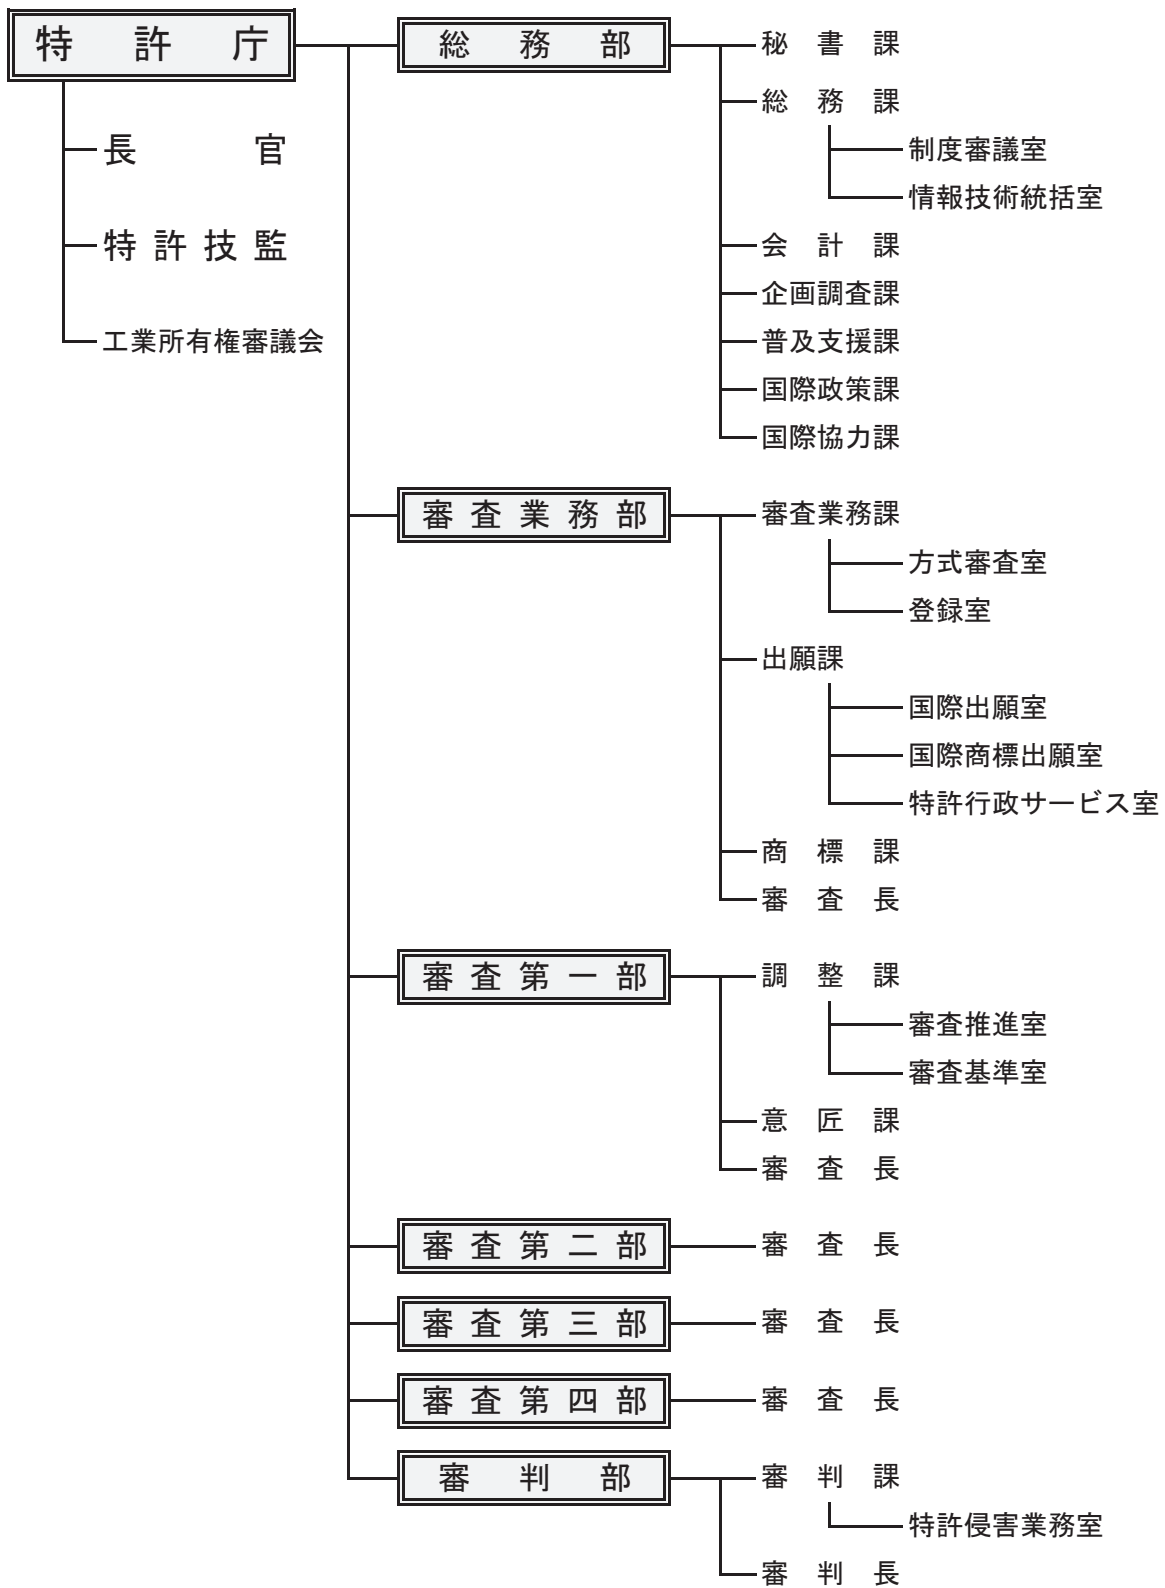 特許庁
長官
特許技監
工業所有権審議会
総務部
秘書課
総務課
制度審議室
情報技術統括室
会計課
企画調査課
普及支援課
国際政策課
国際協力課
審査業務部
審査業務課
方式審査室
登録室
出願課
国際出願室
国際商標出願室
特許行政サービス室
商標課
審査長
審査第一部
調整課
審査推進室
審査基準室
意匠課
審査長
審査第二部
審査長
審査第三部
審査長
審査第四部
審査長
審判部
審判課
特許侵害業務室
審判長